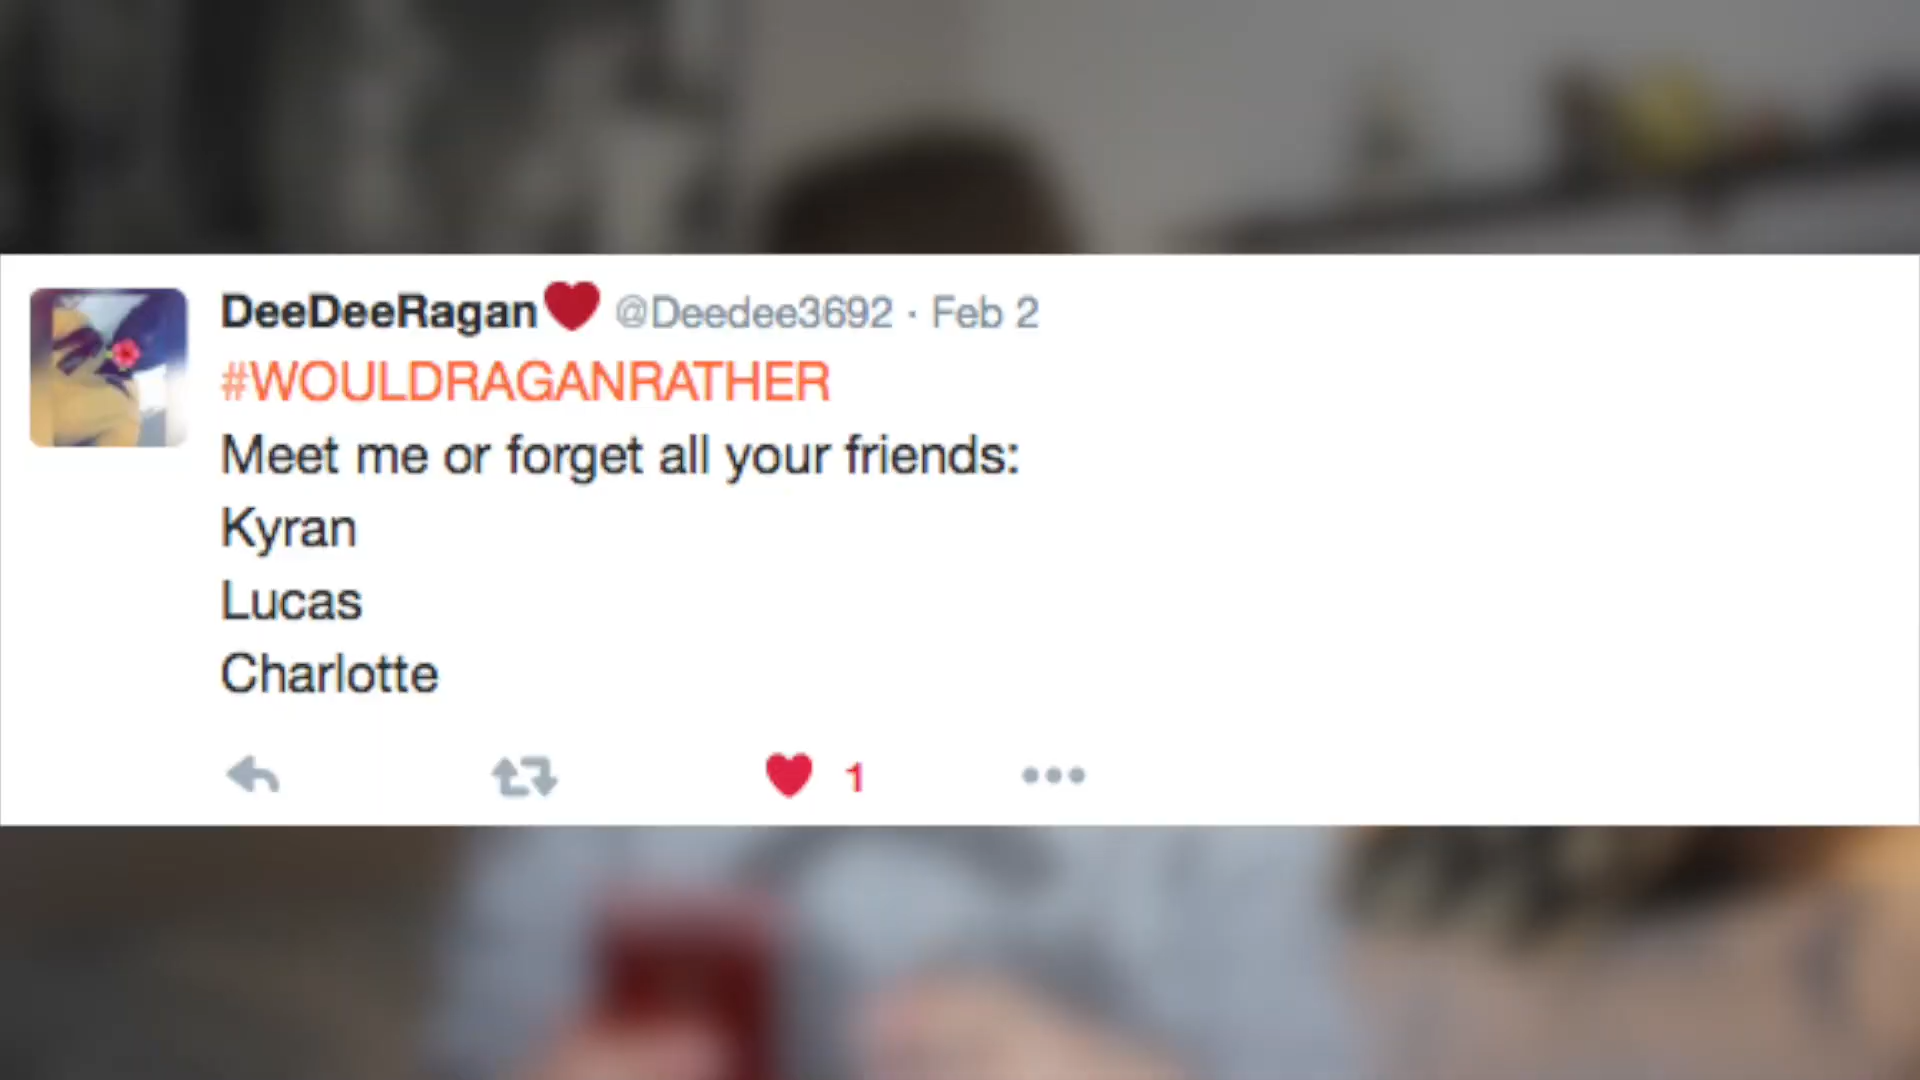 DeeDeeRagan❤ @Deedee3692 · Feb 2
#WOULDRAGANRATHER
Meet me or forget all your friends:
Kyran
Lucas
Charlotte
1